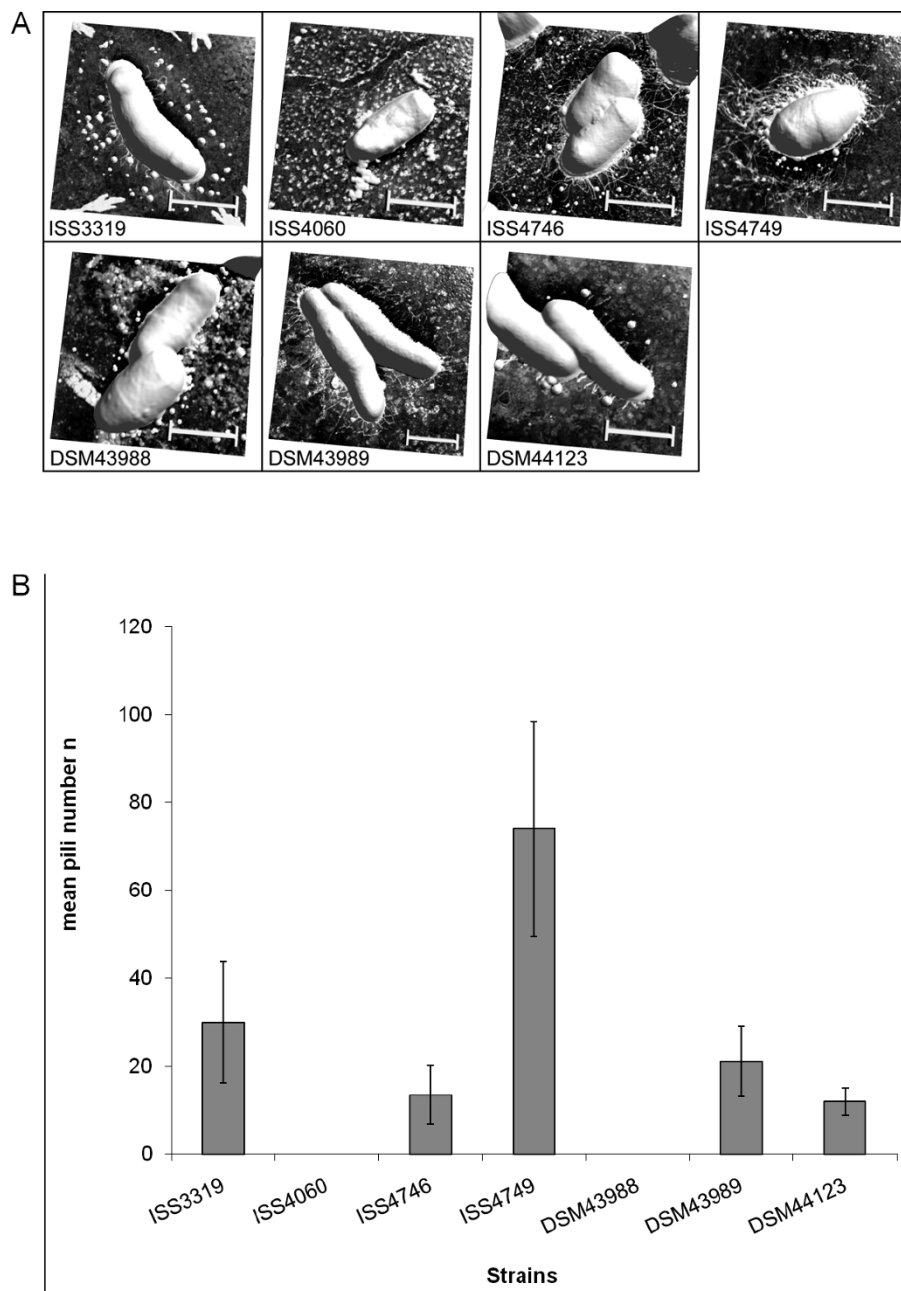 A
ISS3319
ISS4060
ISS4746
ISS4749
DSM43988
DSM43989
DSM44123
B
mean pili number n
120
100
80
60
40
20
0
ISS3319
ISS4060
ISS4746
ISS4749
DSM43988
DSM43989
DSM44123
Strains